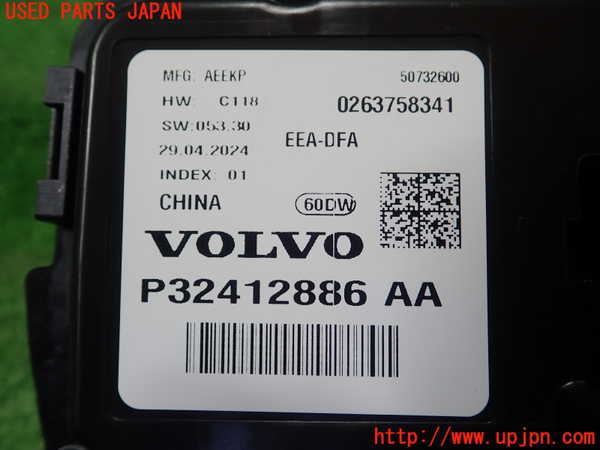 USED PARTS JAPAN
MFG. AEEKP 50732600
HW: C118 0263758341
SW:053.30 EEA-DFA
29.04.2024
INDEX: 01
CHINA 60DW
VOLVO
P32412886 AA
http://www.upjpn.com/